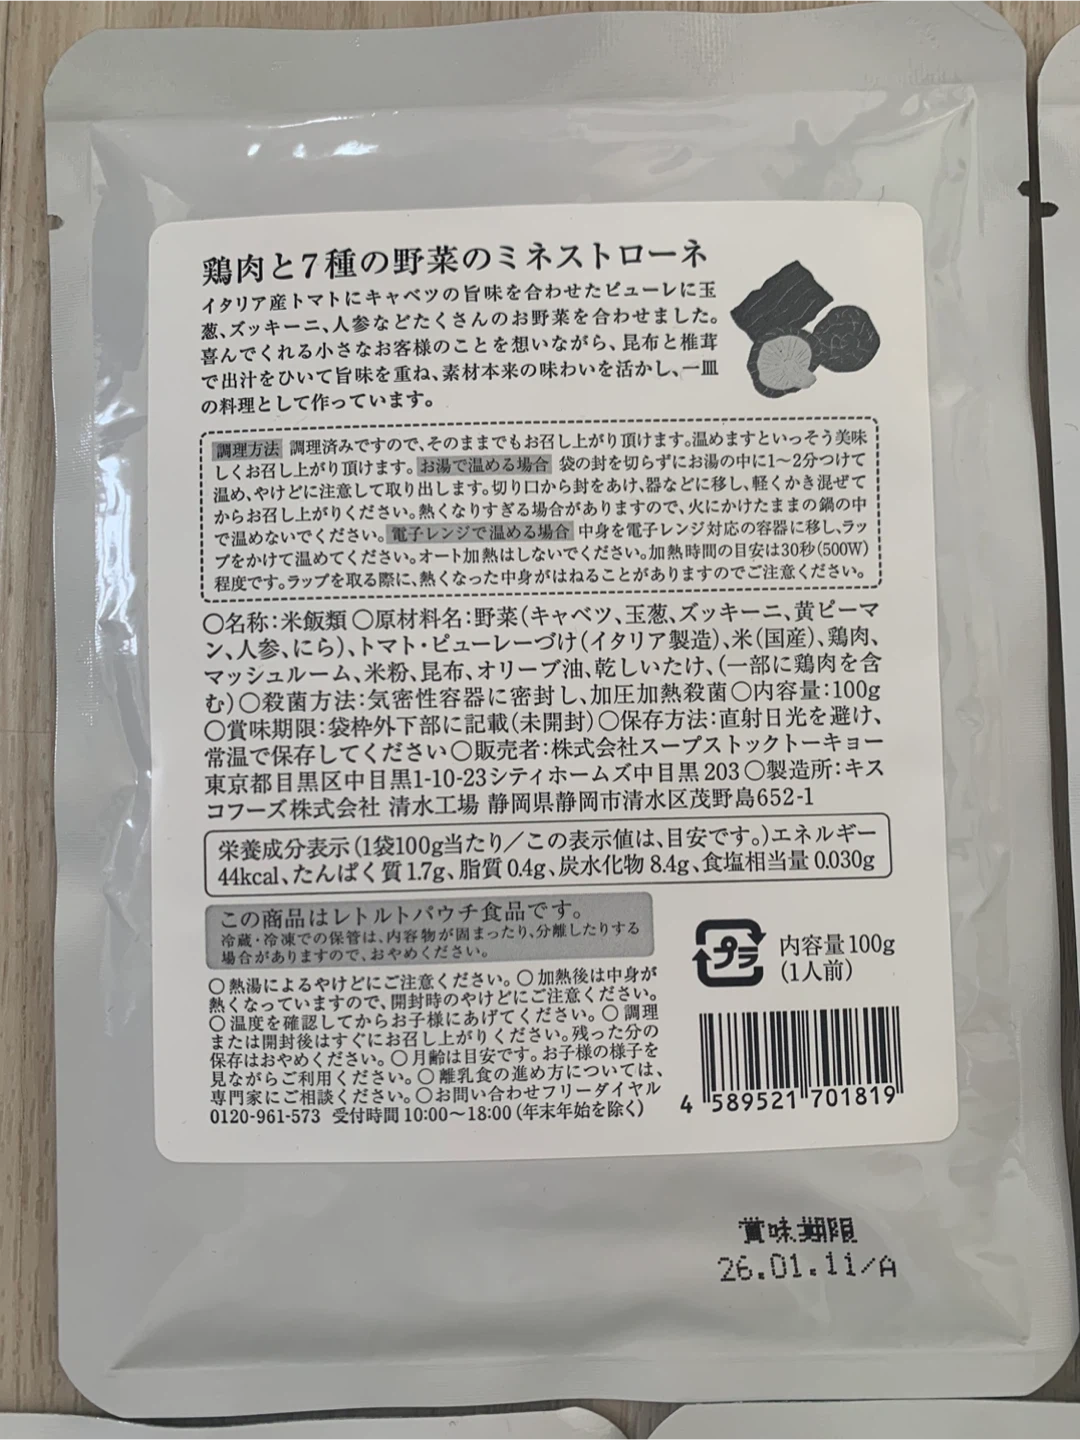 鶏肉と7種の野菜のミネストローネ
イタリア産トマトにキャベツの旨味を合わせたピューレに玉
葱、ズッキーニ、人参などたくさんのお野菜を合わせました。
喜んでくれる小さなお客様のことを想いながら、昆布と椎茸
で出汁をひいて旨味を重ね、素材本来の味わいを活かし、一皿
の料理として作っています。
調理方法 調理済みですので、そのままでもお召し上がり頂けます。温めますといっそう美味
しくお召し上がり頂けます。 お湯で温める場合 袋の封を切らずにお湯の中に1〜2分つけて
温め、やけどに注意して取り出します。切り口から封をあけ、器などに移し、軽くかき混ぜて
からお召し上がりください。熱くなりすぎる場合がありますので、火にかけたままの鍋の中
で温めないでください。 電子レンジで温める場合 中身を電子レンジ対応の容器に移し、ラッ
プをかけて温めてください。オート加熱はしないでください。加熱時間の目安は30秒(500W)
程度です。ラップを取る際に、熱くなった中身がはねることがありますのでご注意ください。
〇名称：米飯類 〇原材料名：野菜(キャベツ、玉葱、ズッキーニ、黄ピーマ
ン、人参、にら)、トマト・ピューレーづけ(イタリア製造)、米(国産)、鶏肉、
マッシュルーム、米粉、昆布、オリーブ油、乾しいたけ、(一部に鶏肉を含
む) 〇殺菌方法：気密性容器に密封し、加圧加熱殺菌 〇内容量：100g
〇賞味期限：袋枠外下部に記載(未開封) 〇保存方法：直射日光を避け、
常温で保存してください 〇販売者：株式会社スープストックトーキョー
東京都目黒区中目黒1-10-23シティホームズ中目黒203 〇製造所：キス
コフーズ株式会社 清水工場 静岡県静岡市清水区茂野島652-1
栄養成分表示(1袋100g当たり／この表示値は、目安です。)エネルギー
44kcal、たんぱく質1.7g、脂質0.4g、炭水化物8.4g、食塩相当量0.030g
この商品はレトルトパウチ食品です。
冷蔵・冷凍での保管は、内容物が固まったり、分離したりする
場合がありますので、おやめください。
プラ
内容量100g
(1人前)
〇熱湯によるやけどにご注意ください。 〇加熱後は中身が
熱くなっていますので、開封時のやけどにご注意ください。
〇温度を確認してからお子様にあげてください。 〇調理
または開封後はすぐにお召し上がりください。残った分の
保存はおやめください。 〇月齢は目安です。お子様の様子を
見ながらご利用ください。 〇離乳食の進め方については、
専門家にご相談ください。 〇お問い合わせフリーダイヤル
0120-961-573 受付時間10:00〜18:00(年末年始を除く)
4 589521 701819
賞味期限
26.01.11/A